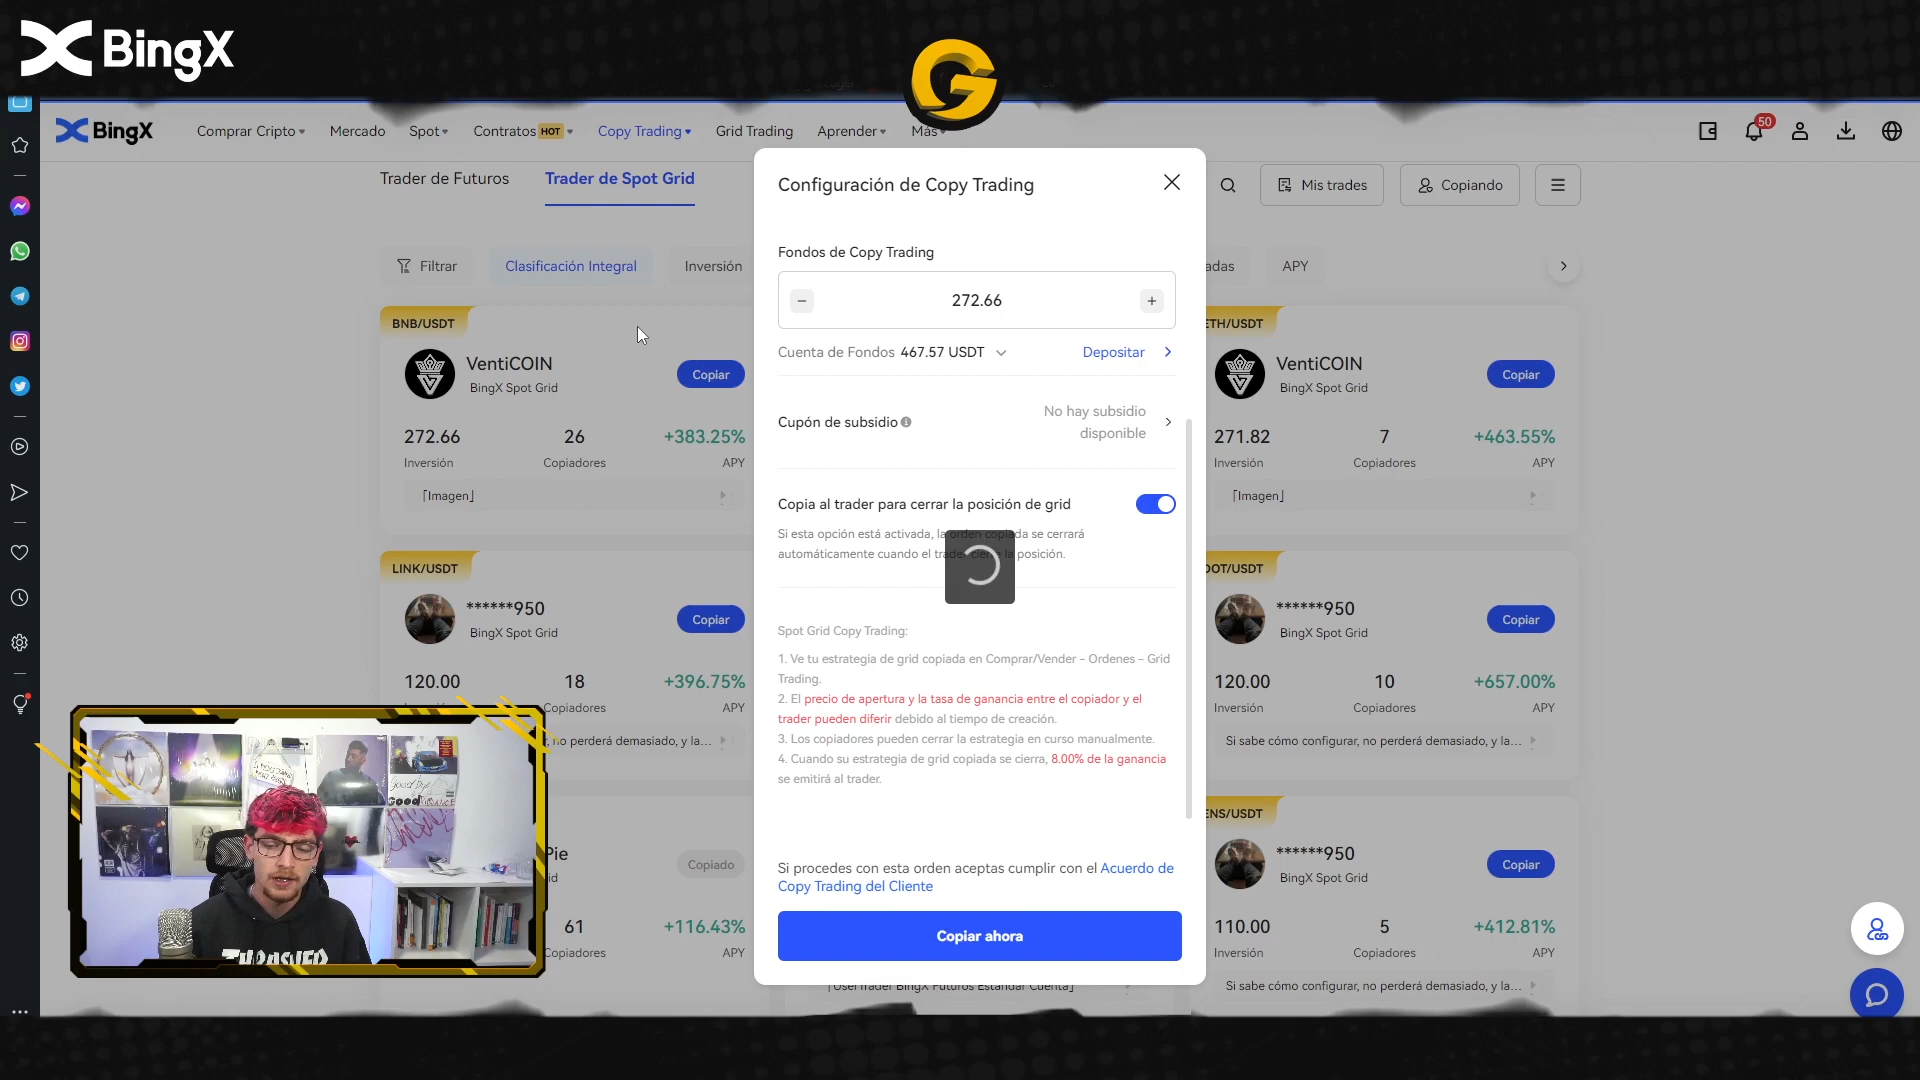 BingX
G
BingX
Comprar Cripto
Mercado
Spot
Contratos HOT
Copy Trading
Grid Trading
Aprender
Más
50
Trader de Futuros
Trader de Spot Grid
Mis trades
Copiando
Filtrar
Clasificación Integral
Inversión
adas
APY
BNB/USDT
VentiCOIN
BingX Spot Grid
Copiar
272.66
26
+383.25%
Inversión
Copiadores
APY
「Imagen」
ETH/USDT
VentiCOIN
BingX Spot Grid
Copiar
271.82
7
+463.55%
Inversión
Copiadores
APY
「Imagen」
LINK/USDT
******950
BingX Spot Grid
Copiar
120.00
18
+396.75%
Copiadores
APY
, no perderá demasiado, y la...
DOT/USDT
******950
BingX Spot Grid
Copiar
120.00
10
+657.00%
Inversión
Copiadores
APY
Si sabe cómo configurar, no perderá demasiado, y la...
Pie
id
Copiado
61
+116.43%
Copiadores
APY
ENS/USDT
******950
BingX Spot Grid
Copiar
110.00
5
+412.81%
Inversión
Copiadores
APY
Si sabe cómo configurar, no perderá demasiado, y la...
Configuración de Copy Trading
Fondos de Copy Trading
272.66
Cuenta de Fondos 467.57 USDT
Depositar
Cupón de subsidio
No hay subsidio
disponible
Copia al trader para cerrar la posición de grid
Si esta opción está activada, la orden copiada se cerrará
automáticamente cuando el trader cierre la posición.
Spot Grid Copy Trading:
1. Ve tu estrategia de grid copiada en Comprar/Vender - Ordenes - Grid
Trading.
2. El precio de apertura y la tasa de ganancia entre el copiador y el
trader pueden diferir debido al tiempo de creación.
3. Los copiadores pueden cerrar la estrategia en curso manualmente.
4. Cuando su estrategia de grid copiada se cierra, 8.00% de la ganancia
se emitirá al trader.
Si procedes con esta orden aceptas cumplir con el Acuerdo de
Copy Trading del Cliente
Copiar ahora
[UserTrader BingX Futuros Estándar Cuenta]
THRASHER